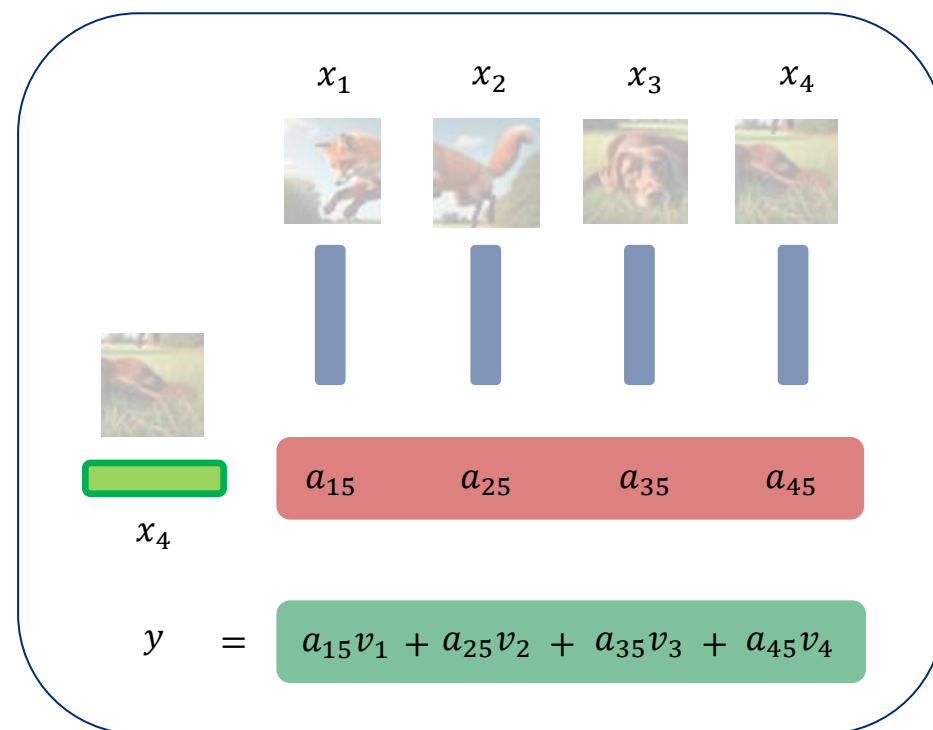 x₁ x₂ x₃ x₄
a₁₅ a₂₅ a₃₅ a₄₅
x₄
y = a₁₅v₁ + a₂₅v₂ + a₃₅v₃ + a₄₅v₄